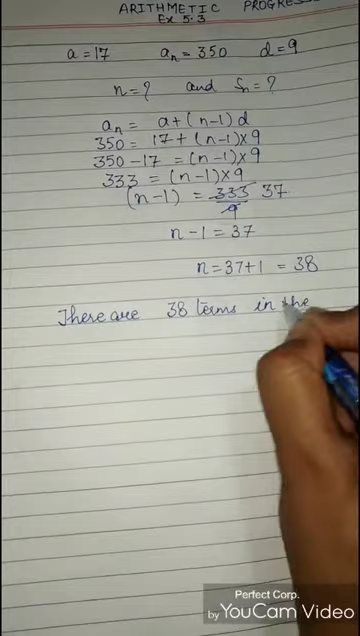 ARITHMETIC PROGRES
Ex 5.3
a = 17 aₙ = 350 d = 9
n = ? and Sₙ = ?
aₙ = a + (n-1) d
350 = 17 + (n-1) x 9
350 - 17 = (n-1) x 9
333 = (n-1) x 9
(n-1) = 333/9 37
n - 1 = 37
n = 37 + 1 = 38
There are 38 terms in the
Perfect Corp.
by YouCam Video